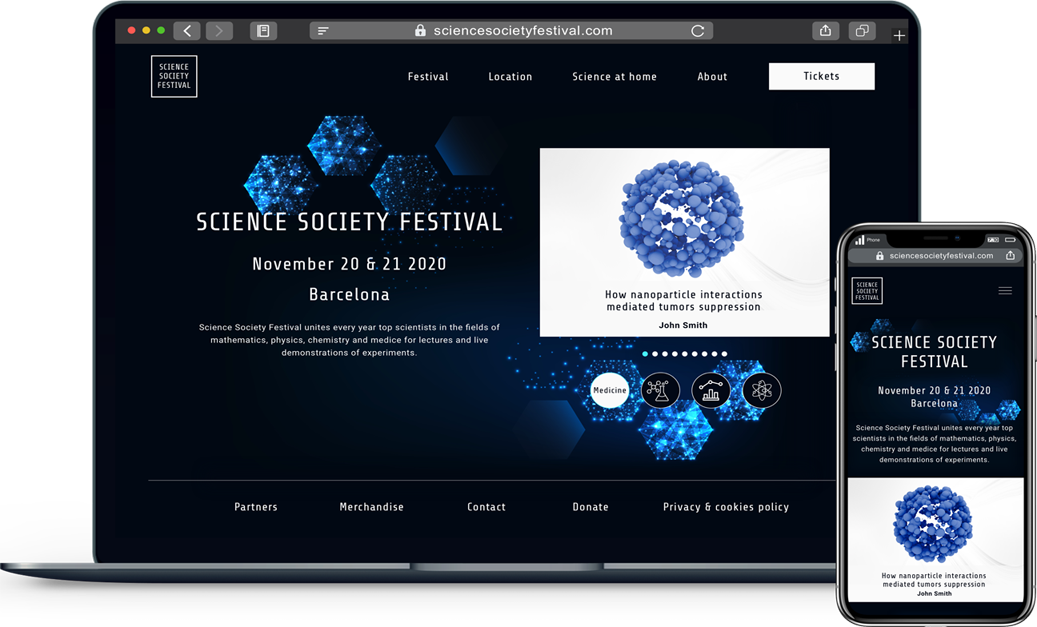 sciencesocietyfestival.com
SCIENCE
SOCIETY
FESTIVAL
Festival
Location
Science at home
About
Tickets
SCIENCE SOCIETY FESTIVAL
November 20 & 21 2020
Barcelona
Science Society Festival unites every year top scientists in the fields of
mathematics, physics, chemistry and medice for lectures and live
demonstrations of experiments.
How nanoparticle interactions
mediated tumors suppression
John Smith
Medicine
Partners
Merchandise
Contact
Donate
Privacy & cookies policy
Phone
sciencesocietyfestival.com
SCIENCE
SOCIETY
FESTIVAL
SCIENCE SOCIETY
FESTIVAL
November 20 & 21 2020
Barcelona
Science Society Festival unites every year top
scientists in the fields of mathematics, physics,
chemistry and medice for lectures and live
demonstrations of experiments.
How nanoparticle interactions
mediated tumors suppression
John Smith